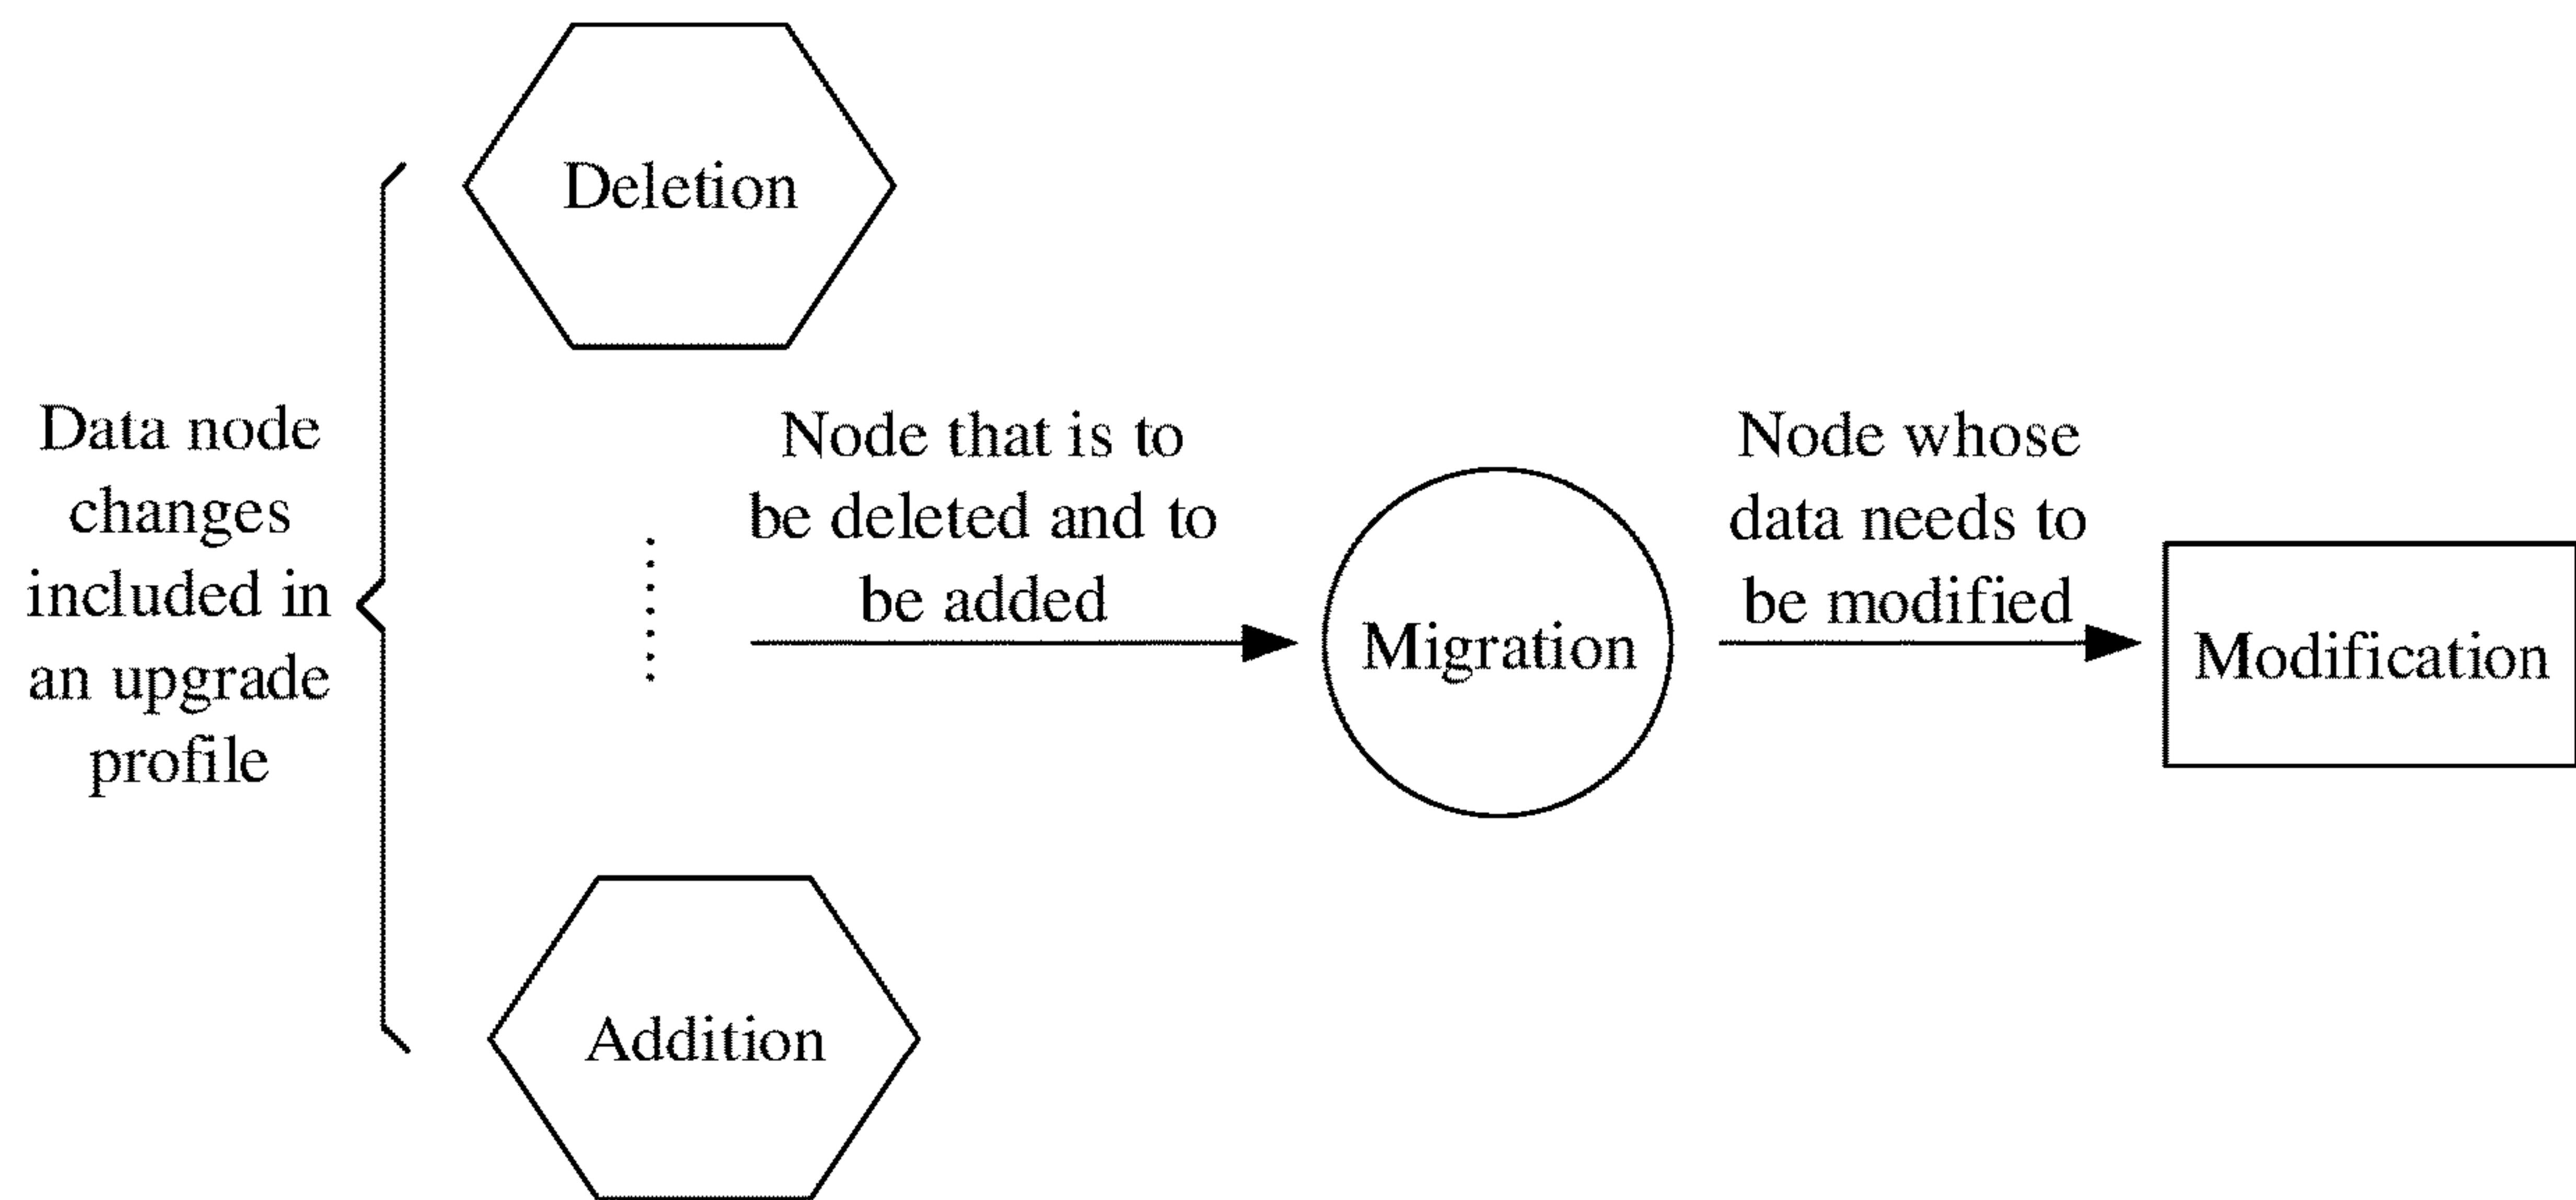 Data node
changes
included in
an upgrade
profile
Deletion
Addition
Node that is to
be deleted and to
be added
Migration
Node whose
data needs to
be modified
Modification